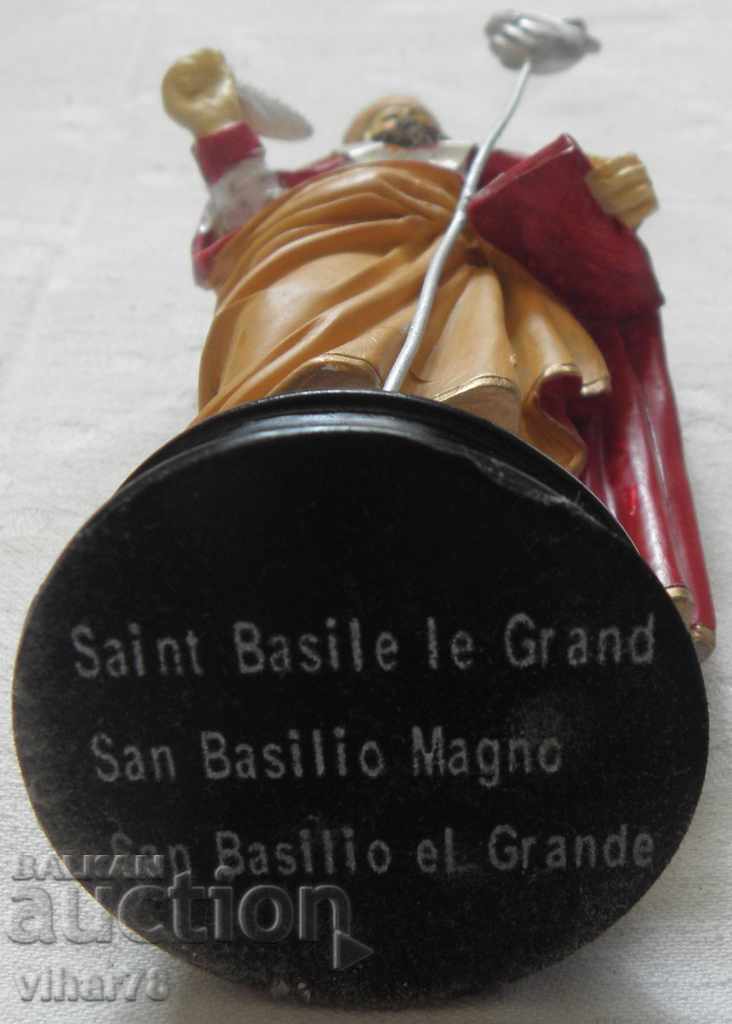 Saint Basile le Grand
San Basilio Magno
San Basilio el Grande
BALKAN
auction
vihar78